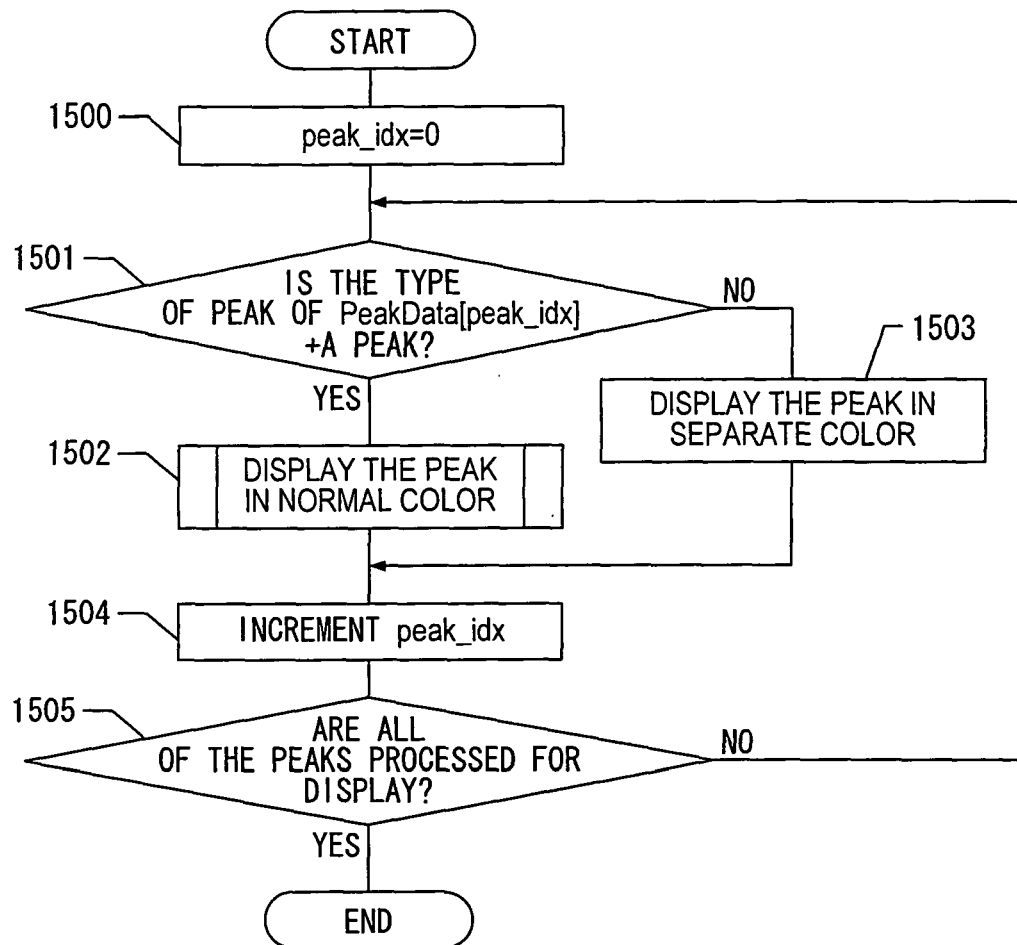 START
1500
peak_idx=0
1501
IS THE TYPE
OF PEAK OF PeakData[peak_idx]
+A PEAK?
NO
YES
1503
DISPLAY THE PEAK IN
SEPARATE COLOR
1502
DISPLAY THE PEAK
IN NORMAL COLOR
1504
INCREMENT peak_idx
1505
ARE ALL
OF THE PEAKS PROCESSED FOR
DISPLAY?
NO
YES
END